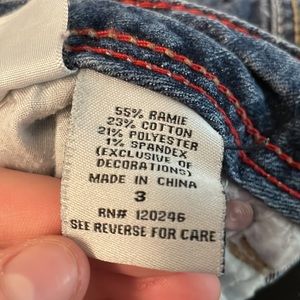 55% RAMIE
23% COTTON
21% POLYESTER
1% SPANDEX
(EXCLUSIVE OF
DECORATIONS)
MADE IN CHINA
3
RN# 120246
SEE REVERSE FOR CARE